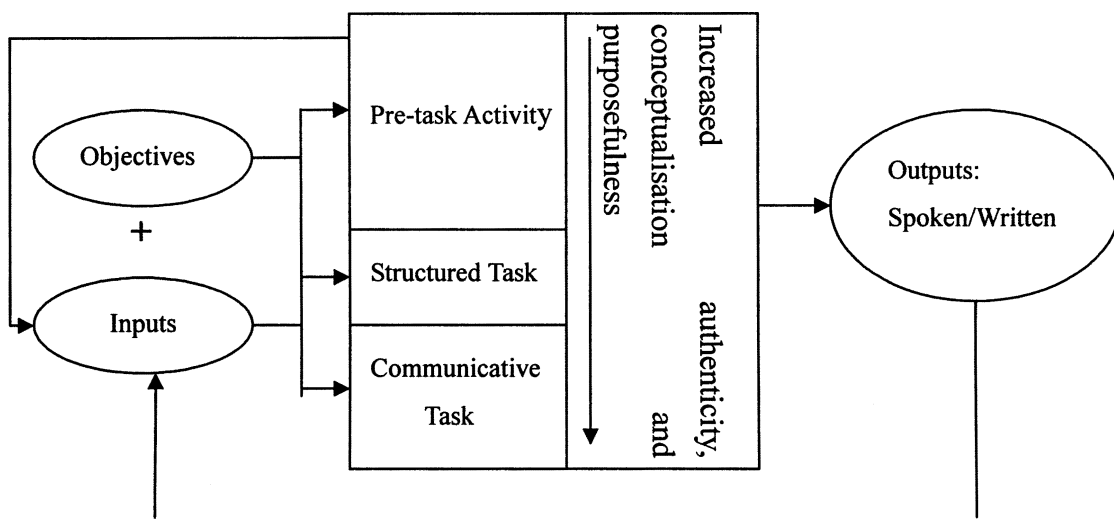 Objectives
+
Inputs
Pre-task Activity
Structured Task
Communicative
Task
Increased authenticity,
conceptualisation and
purposefulness
Outputs:
Spoken/Written